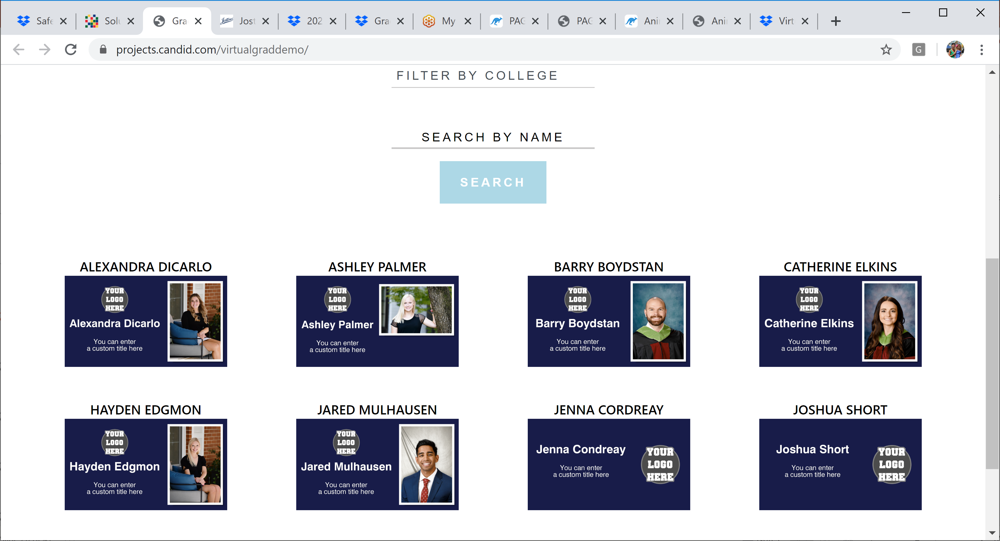 Safe
Solu
Gra
Jostens
Jost
202
Gra
My
PAG
PAG
Ani
Ani
Virt
projects.candid.com/virtualgraddemo/
G
FILTER BY COLLEGE
SEARCH BY NAME
SEARCH
ALEXANDRA DICARLO
YOUR
LOGO
HERE
Alexandra Dicarlo
You can enter
a custom title here
ASHLEY PALMER
YOUR
LOGO
HERE
Ashley Palmer
You can enter
a custom title here
BARRY BOYDSTAN
YOUR
LOGO
HERE
Barry Boydstan
You can enter
a custom title here
CATHERINE ELKINS
YOUR
LOGO
HERE
Catherine Elkins
You can enter
a custom title here
HAYDEN EDGMON
YOUR
LOGO
HERE
Hayden Edgmon
You can enter
a custom title here
JARED MULHAUSEN
YOUR
LOGO
HERE
Jared Mulhausen
You can enter
a custom title here
JENNA CORDREAY
Jenna Condreay
You can enter
a custom title here
YOUR
LOGO
HERE
JOSHUA SHORT
Joshua Short
You can enter
a custom title here
YOUR
LOGO
HERE